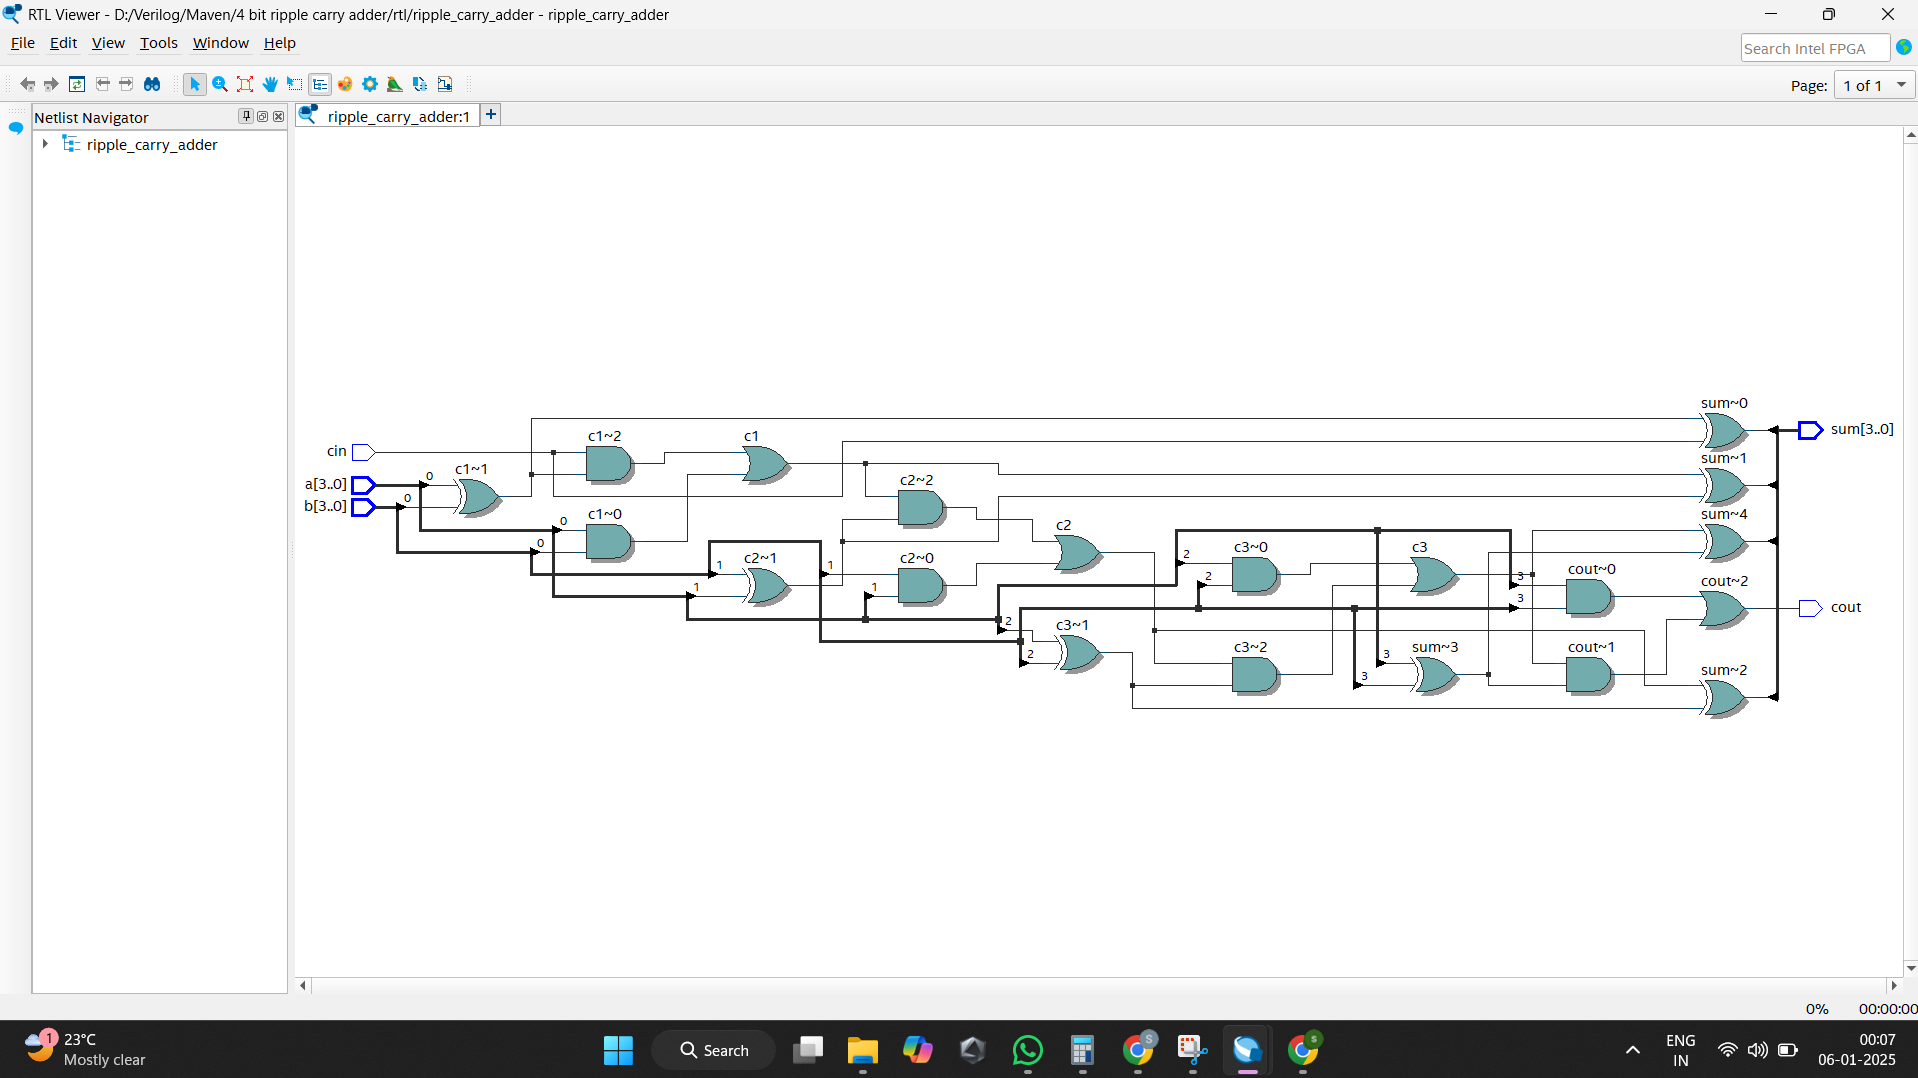 RTL Viewer - D:/Verilog/Maven/4 bit ripple carry adder/rtl/ripple_carry_adder - ripple_carry_adder
File Edit View Tools Window Help
Search Intel FPGA
Page: 1 of 1
Netlist Navigator
ripple_carry_adder:1
ripple_carry_adder
sum~0
cin
c1~2
c1
sum[3..0]
c1~1
sum~1
a[3..0]
0
b[3..0]
0
c2~2
c1~0
sum~4
0
0
c2
c2~1
c2~0
c3~0
c3
2
1
1
cout~0
3
2
cout~2
1
1
3
cout
2
c3~1
2
c3~2
sum~3
3
3
cout~1
sum~2
0% 00:00:00
1
23°C
Mostly clear
Search
S
S
ENG
IN
00:07
06-01-2025